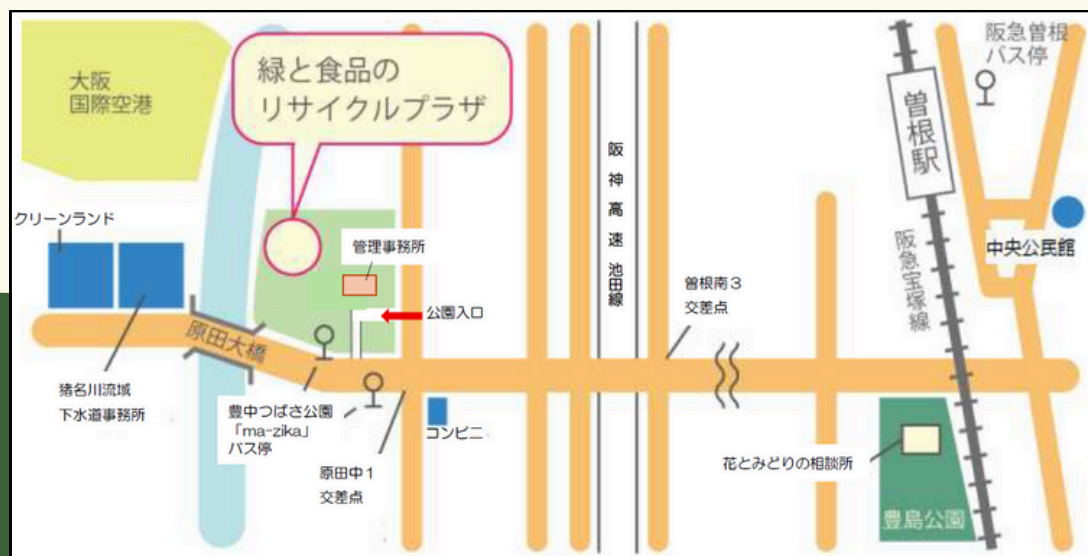 大阪
国際空港
緑と食品の
リサイクルプラザ
阪急曽根
バス停
曽根駅
阪神高速 池田線
クリーンランド
管理事務所
中央公民館
阪急宝塚線
公園入口
曽根南3
交差点
原田大橋
猪名川流域
下水道事務所
豊中つばさ公園
「ma-zika」
バス停
コンビニ
原田中1
交差点
花とみどりの相談所
豊島公園